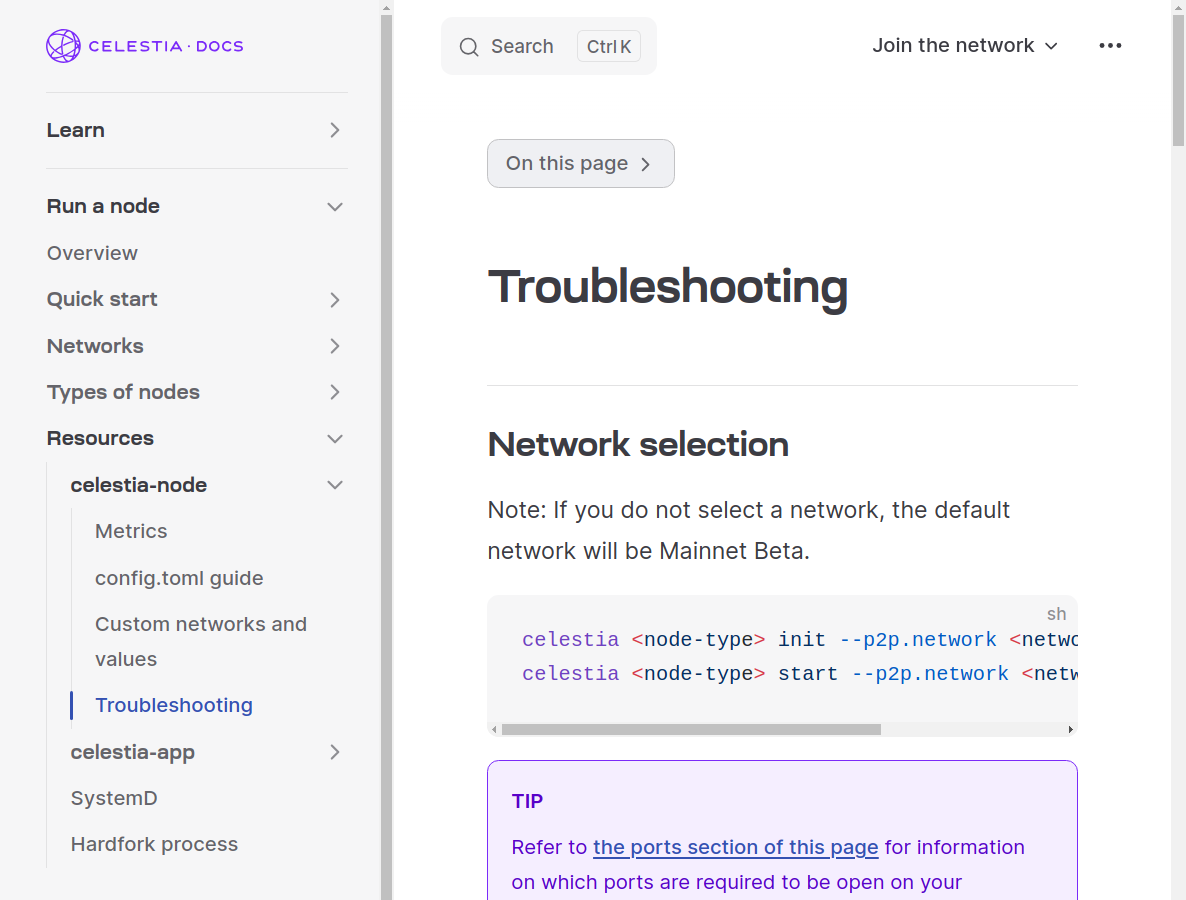 CELESTIA · DOCS
Learn
Run a node
Overview
Quick start
Networks
Types of nodes
Resources
celestia-node
Metrics
config.toml guide
Custom networks and
values
Troubleshooting
celestia-app
SystemD
Hardfork process
Search Ctrl K
Join the network
On this page
Troubleshooting
Network selection
Note: If you do not select a network, the default
network will be Mainnet Beta.
sh
celestia <node-type> init --p2p.network <netwo
celestia <node-type> start --p2p.network <netw
TIP
Refer to the ports section of this page for information
on which ports are required to be open on your